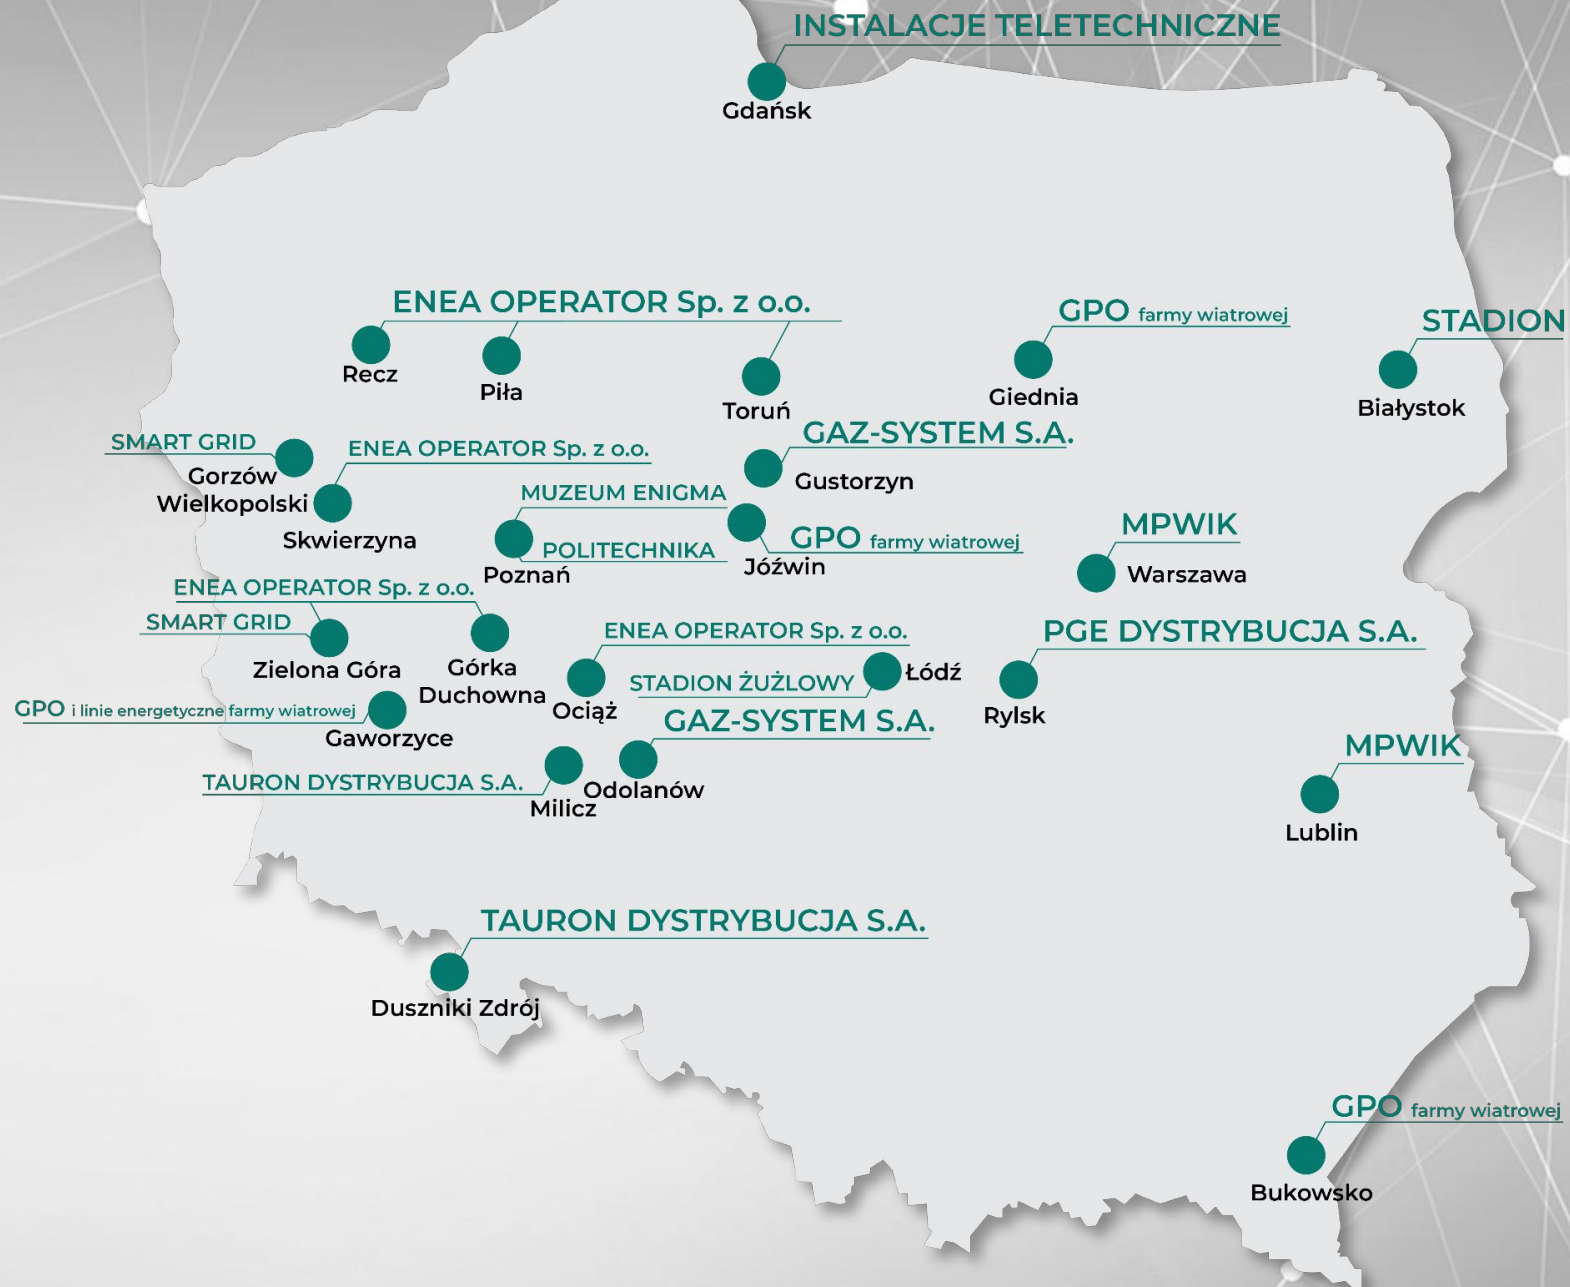 INSTALACJE TELETECHNICZNE
Gdańsk
ENEA OPERATOR Sp. z o.o.
Recz
Piła
Toruń
GPO farmy wiatrowej
Giednia
STADION
Białystok
SMART GRID
Gorzów
Wielkopolski
ENEA OPERATOR Sp. z o.o.
Skwierzyna
GAZ-SYSTEM S.A.
Gustorzyn
MUZEUM ENIGMA
POLITECHNIKA
Poznań
GPO farmy wiatrowej
Jóźwin
MPWIK
Warszawa
ENEA OPERATOR Sp. z o.o.
SMART GRID
Zielona Góra
Górka
Duchowna
ENEA OPERATOR Sp. z o.o.
Ociąż
STADION ŻUŻLOWY
Łódź
PGE DYSTRYBUCJA S.A.
Rylsk
GPO i linie energetyczne farmy wiatrowej
Gaworzyce
GAZ-SYSTEM S.A.
Odolanów
TAURON DYSTRYBUCJA S.A.
Milicz
MPWIK
Lublin
TAURON DYSTRYBUCJA S.A.
Duszniki Zdrój
GPO farmy wiatrowej
Bukowsko